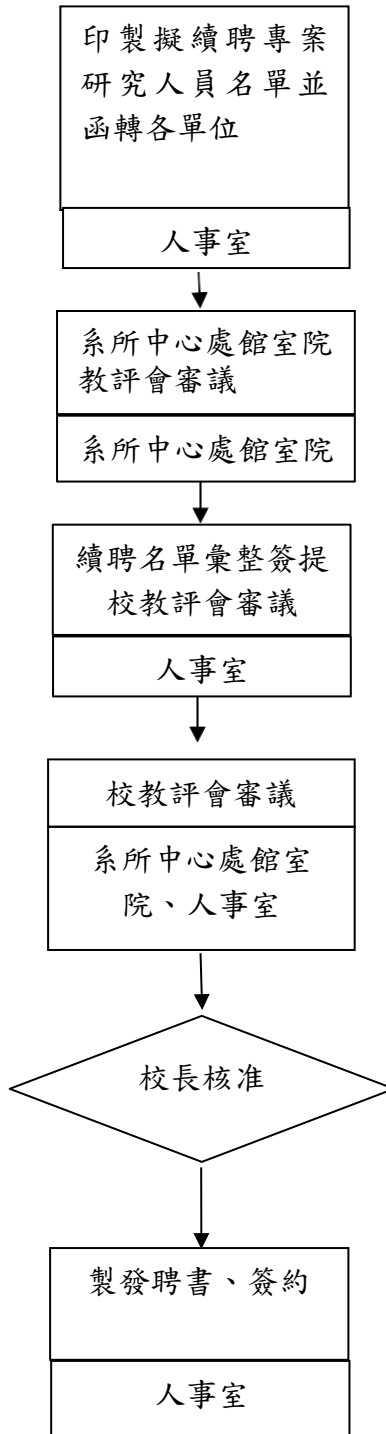 印製擬續聘專案
研究人員名單並
函轉各單位
人事室
系所中心處館室院
教評會審議
系所中心處館室院
續聘名單彙整簽提
校教評會審議
人事室
校教評會審議
系所中心處館室
院、人事室
校長核准
製發聘書、簽約
人事室